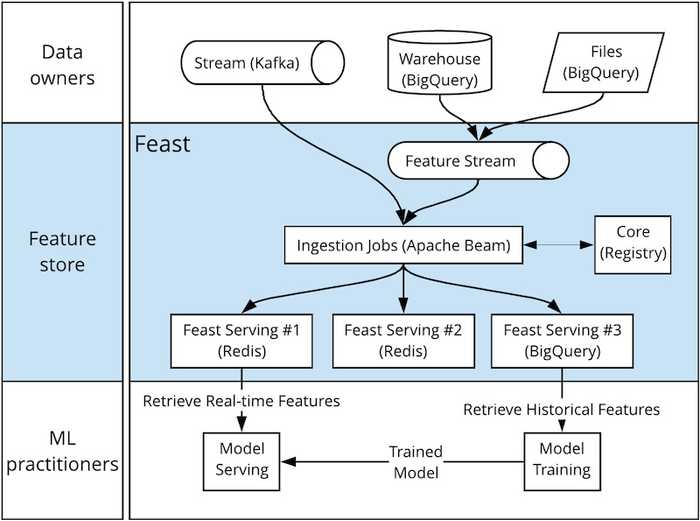 Data
owners
Stream (Kafka)
Warehouse
(BigQuery)
Files
(BigQuery)
Feature
store
Feast
Feature Stream
Ingestion Jobs (Apache Beam)
Core
(Registry)
Feast Serving #1
(Redis)
Feast Serving #2
(Redis)
Feast Serving #3
(BigQuery)
ML
practitioners
Retrieve Real-time Features
Retrieve Historical Features
Model
Serving
Trained
Model
Model
Training